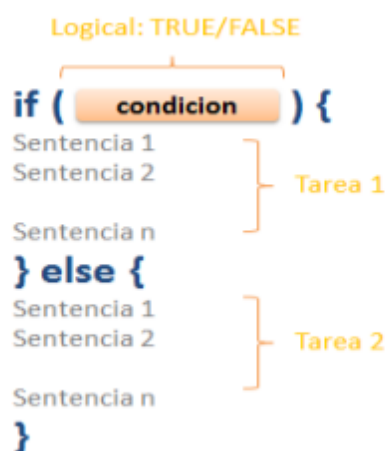 Logical: TRUE/FALSE
if ( condicion ) {
Sentencia 1
Sentencia 2
Tarea 1
Sentencia n
} else {
Sentencia 1
Sentencia 2
Tarea 2
Sentencia n
}